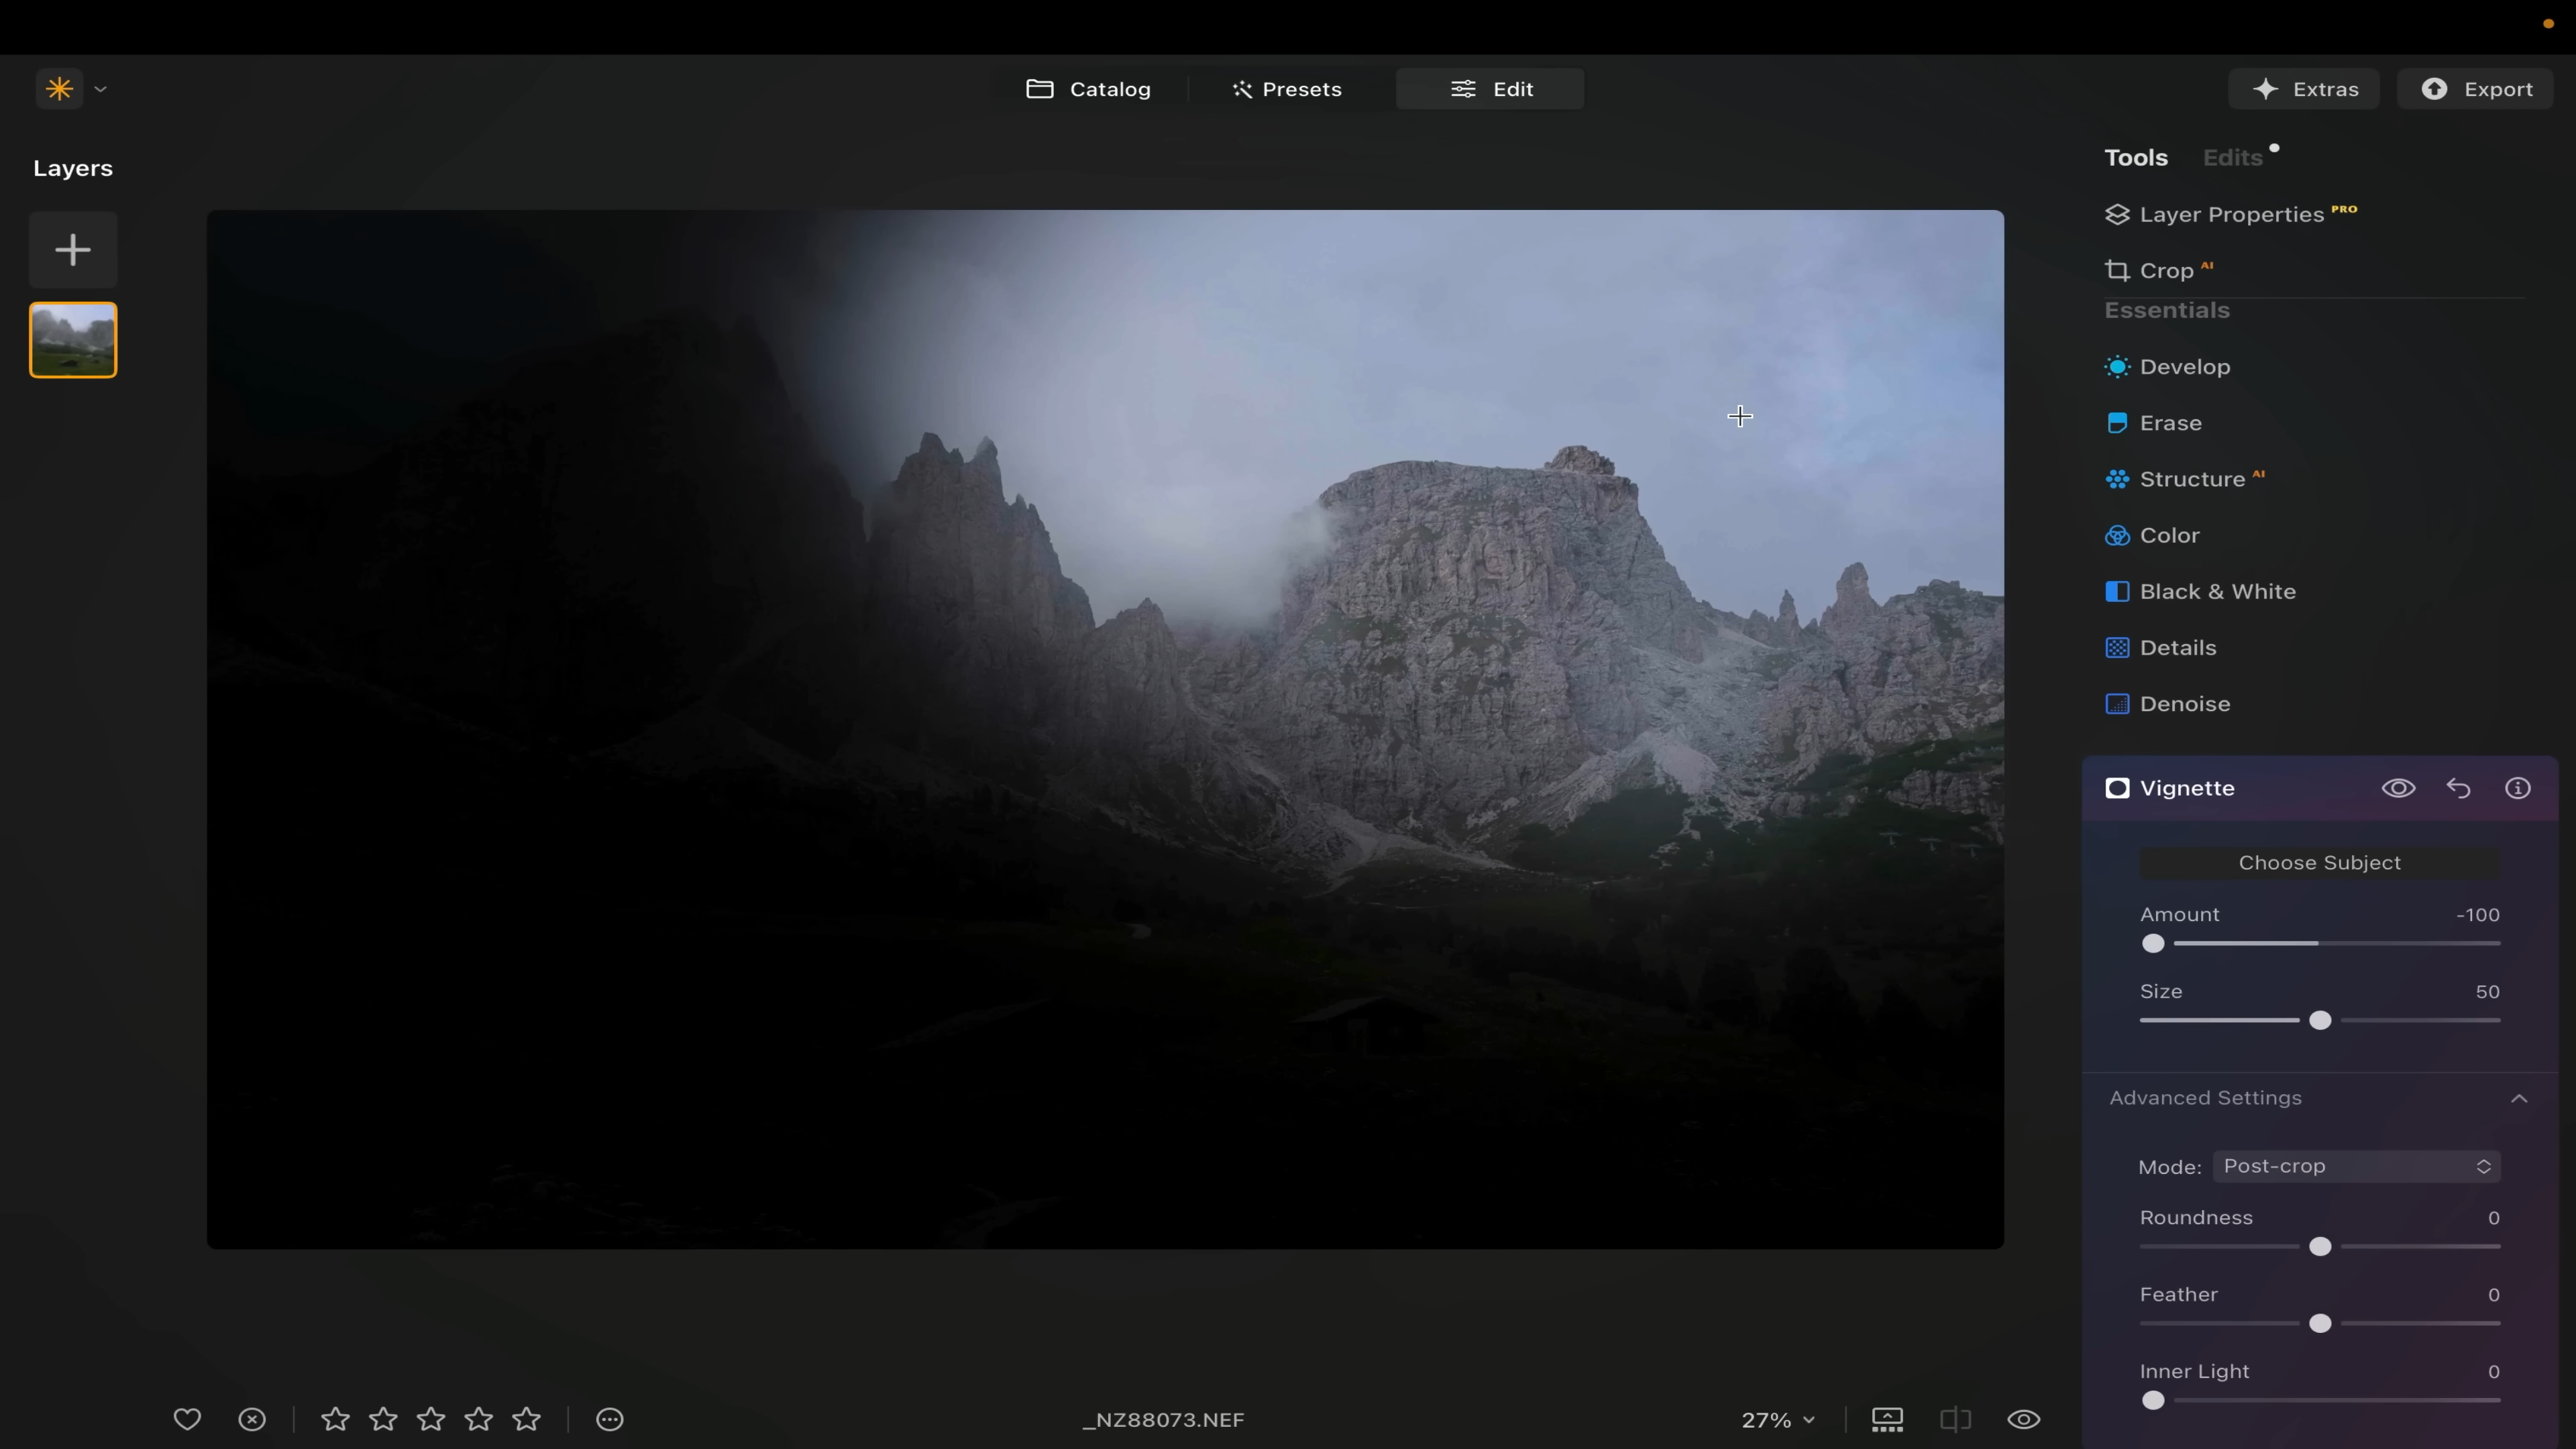 Catalog
Presets
Edit
Extras
Export
Layers
Tools
Edits
Layer Properties PRO
Crop AI
Essentials
Develop
Erase
Structure AI
Color
Black & White
Details
Denoise
Vignette
Choose Subject
Amount -100
Size 50
Advanced Settings
Mode: Post-crop
Roundness 0
Feather 0
Inner Light 0
_NZ88073.NEF
27%